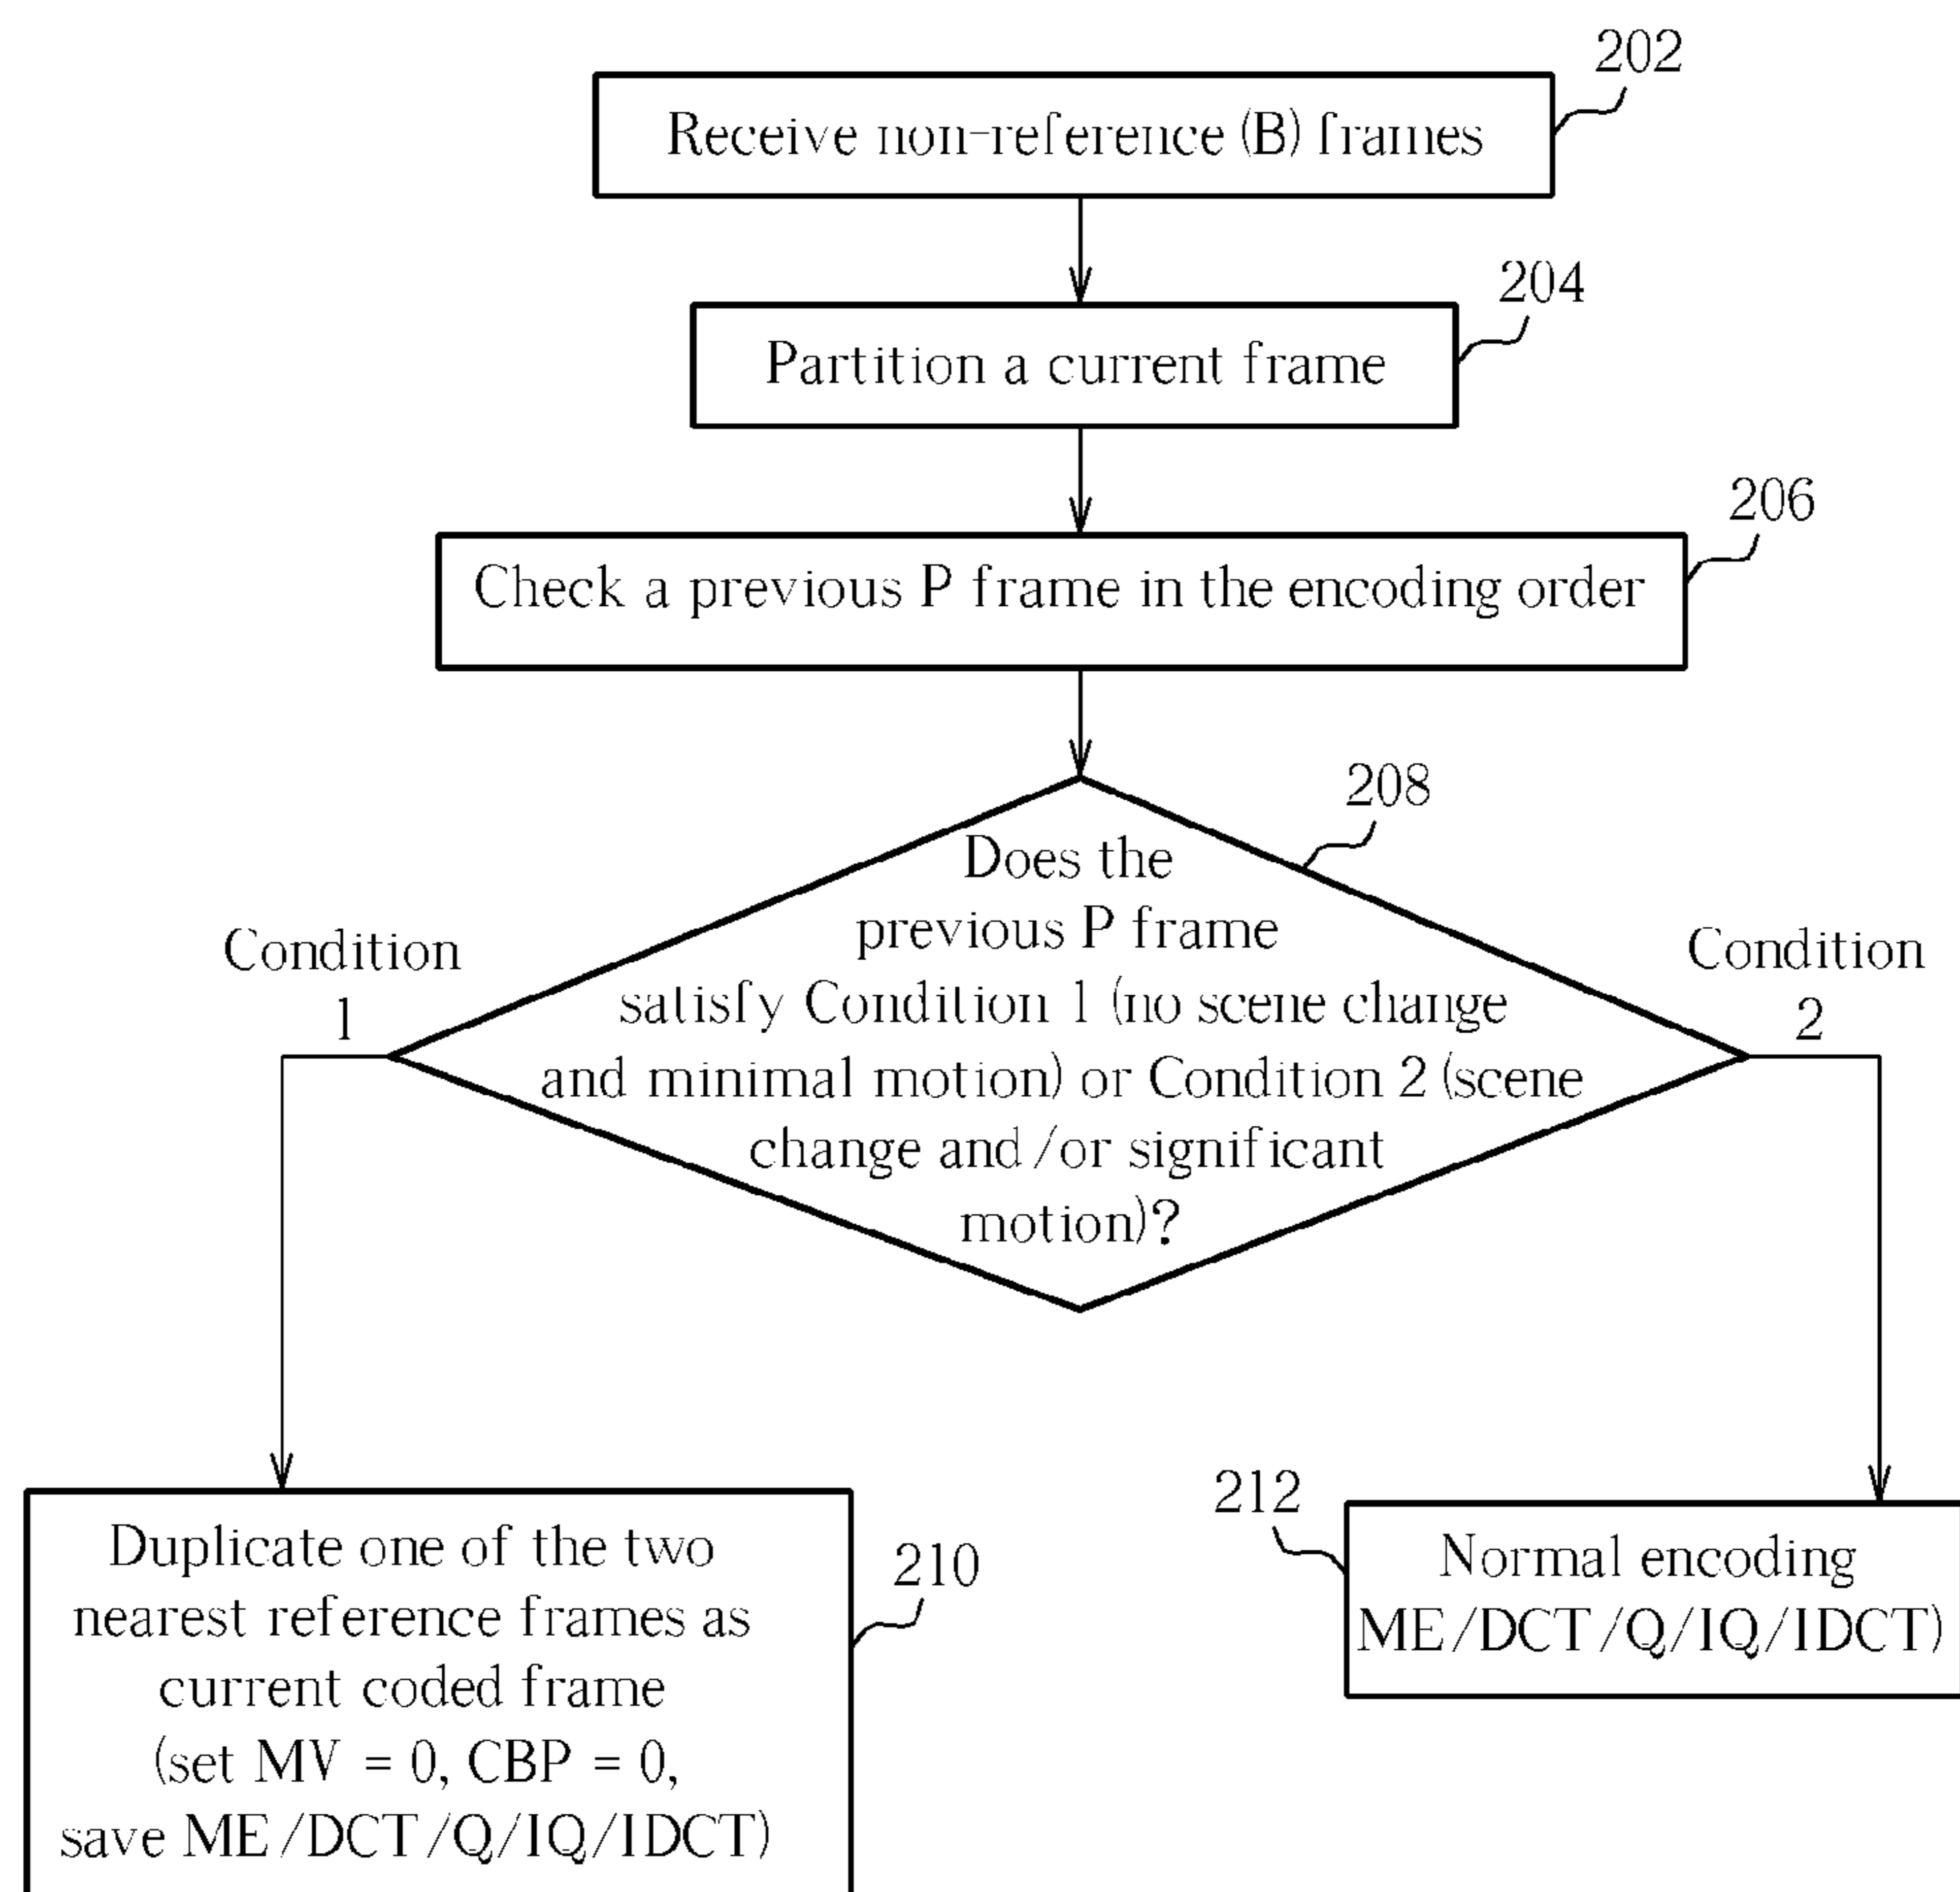 202
Receive non-reference (B) frames
204
Partition a current frame
206
Check a previous P frame in the encoding order
208
Does the
previous P frame
satisfy Condition 1 (no scene change
and minimal motion) or Condition 2 (scene
change and/or significant
motion)?
Condition
1
Condition
2
Duplicate one of the two
nearest reference frames as
current coded frame
(set MV = 0, CBP = 0,
save ME/DCT/Q/IQ/IDCT)
210
212
Normal encoding
ME/DCT/Q/IQ/IDCT)